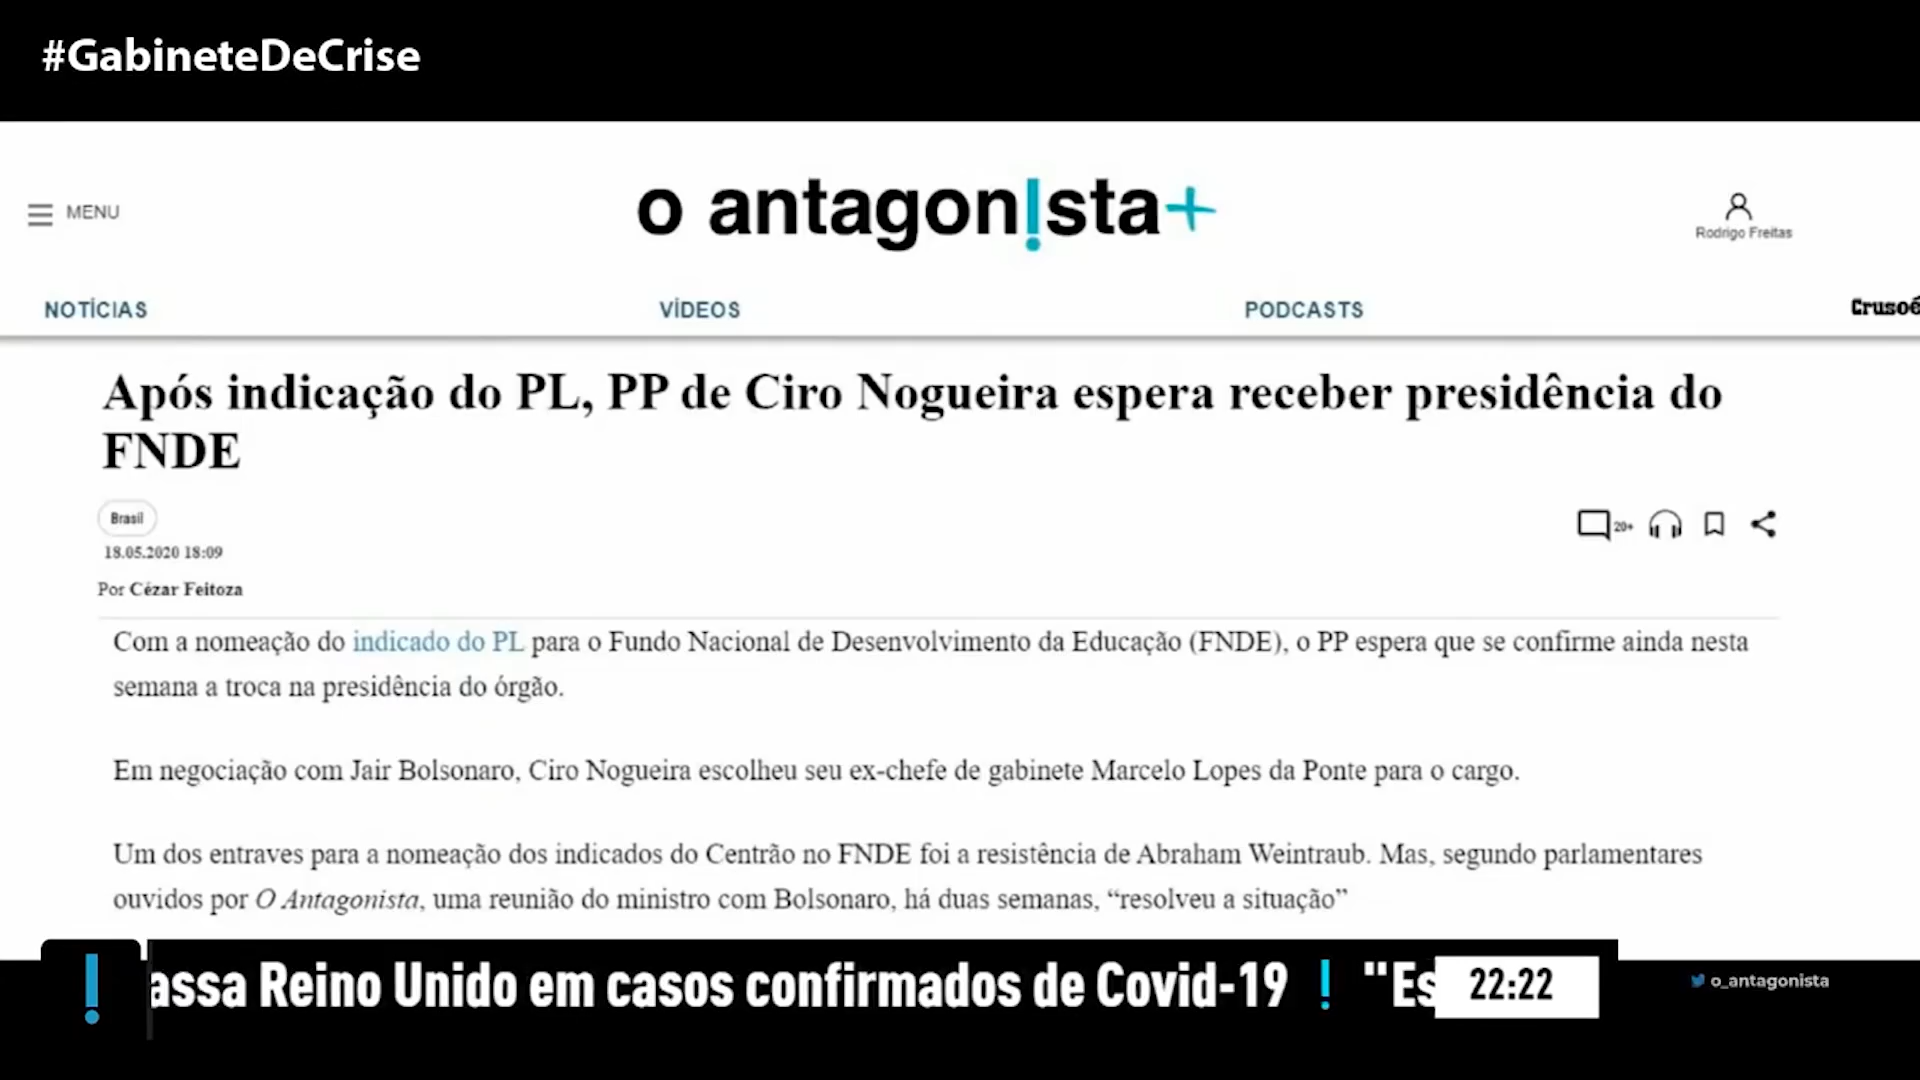 #GabineteDeCrise
MENU
o antagon!sta+
Rodrigo Freitas
NOTÍCIAS
VÍDEOS
PODCASTS
Crusoé
Após indicação do PL, PP de Ciro Nogueira espera receber presidência do
FNDE
Brasil
20+
18.05.2020 18:09
Por Cézar Feitoza
Com a nomeação do indicado do PL para o Fundo Nacional de Desenvolvimento da Educação (FNDE), o PP espera que se confirme ainda nesta
semana a troca na presidência do órgão.
Em negociação com Jair Bolsonaro, Ciro Nogueira escolheu seu ex-chefe de gabinete Marcelo Lopes da Ponte para o cargo.
Um dos entraves para a nomeação dos indicados do Centrão no FNDE foi a resistência de Abraham Weintraub. Mas, segundo parlamentares
ouvidos por O Antagonista, uma reunião do ministro com Bolsonaro, há duas semanas, “resolveu a situação”
! assa Reino Unido em casos confirmados de Covid-19 ! "Es
22:22
o_antagonista